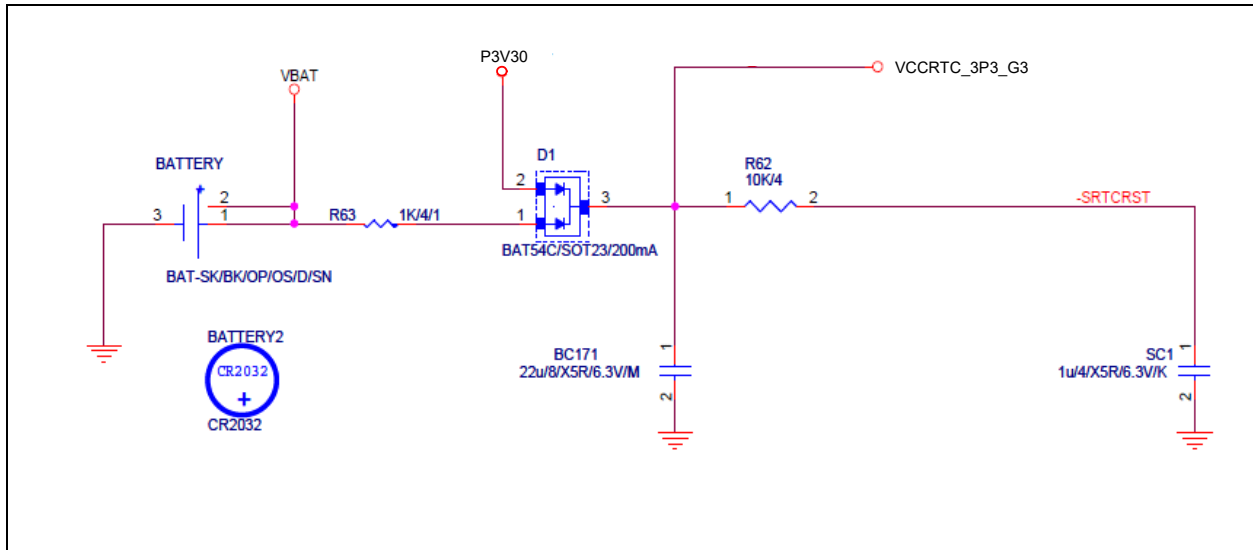 P3V30
VCCRTC_3P3_G3
VBAT
BATTERY
D1
R62
10K/4
2
3
1
R63
1K/4/1
2
1
3
1
2
-SRTCRST
BAT54C/SOT23/200mA
BAT-SK/BK/OP/OS/D/SN
BATTERY2
CR2032
+
CR2032
BC171
22u/8/X5R/6.3V/M
1
2
SC1
1u/4/X5R/6.3V/K
1
2